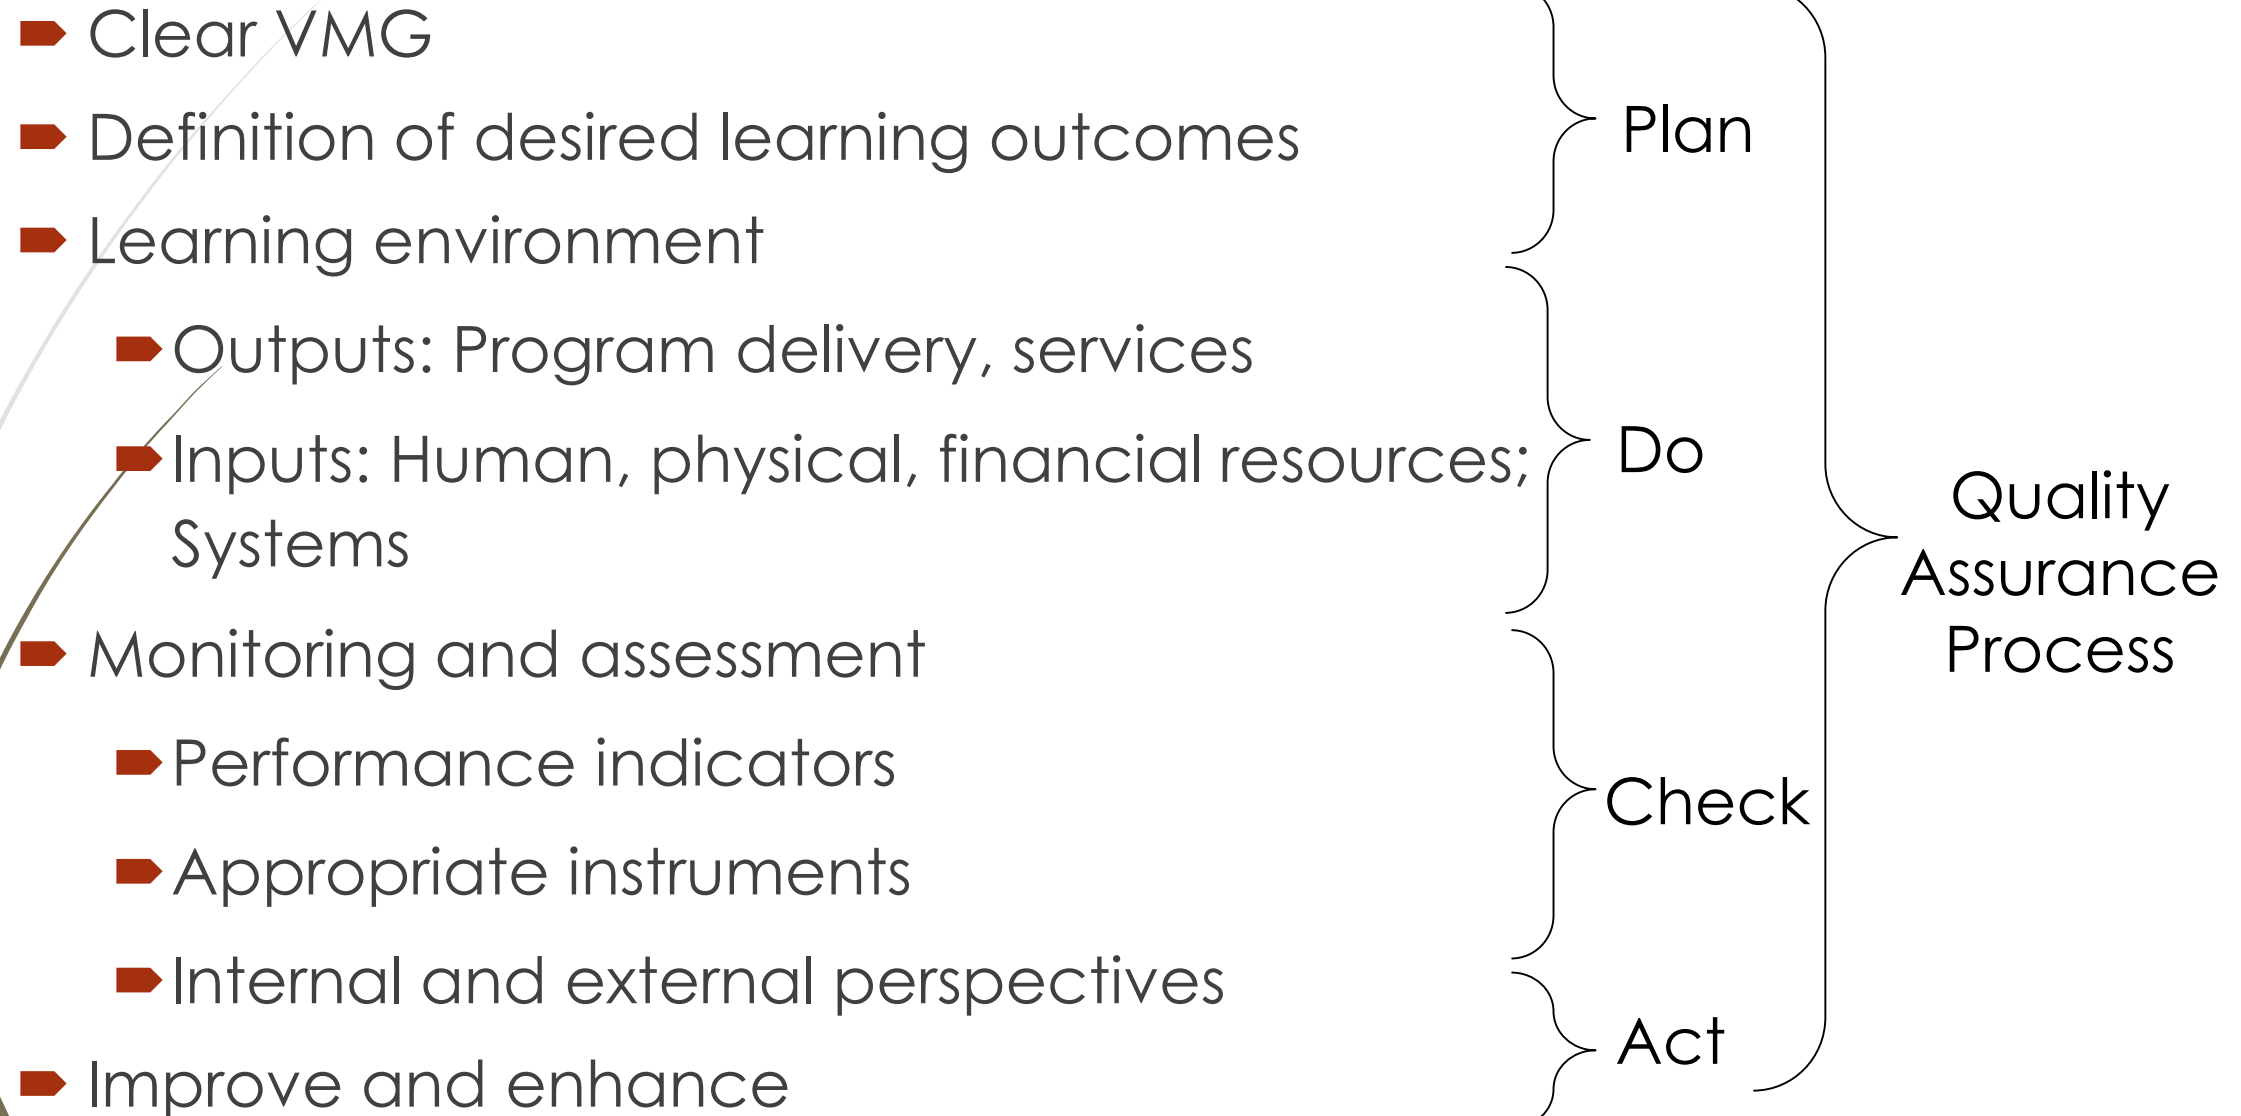 Clear VMG
Definition of desired learning outcomes
Learning environment
Outputs: Program delivery, services
Inputs: Human, physical, financial resources;
Systems
Monitoring and assessment
Performance indicators
Appropriate instruments
Internal and external perspectives
Improve and enhance
Plan
Do
Check
Act
Quality
Assurance
Process